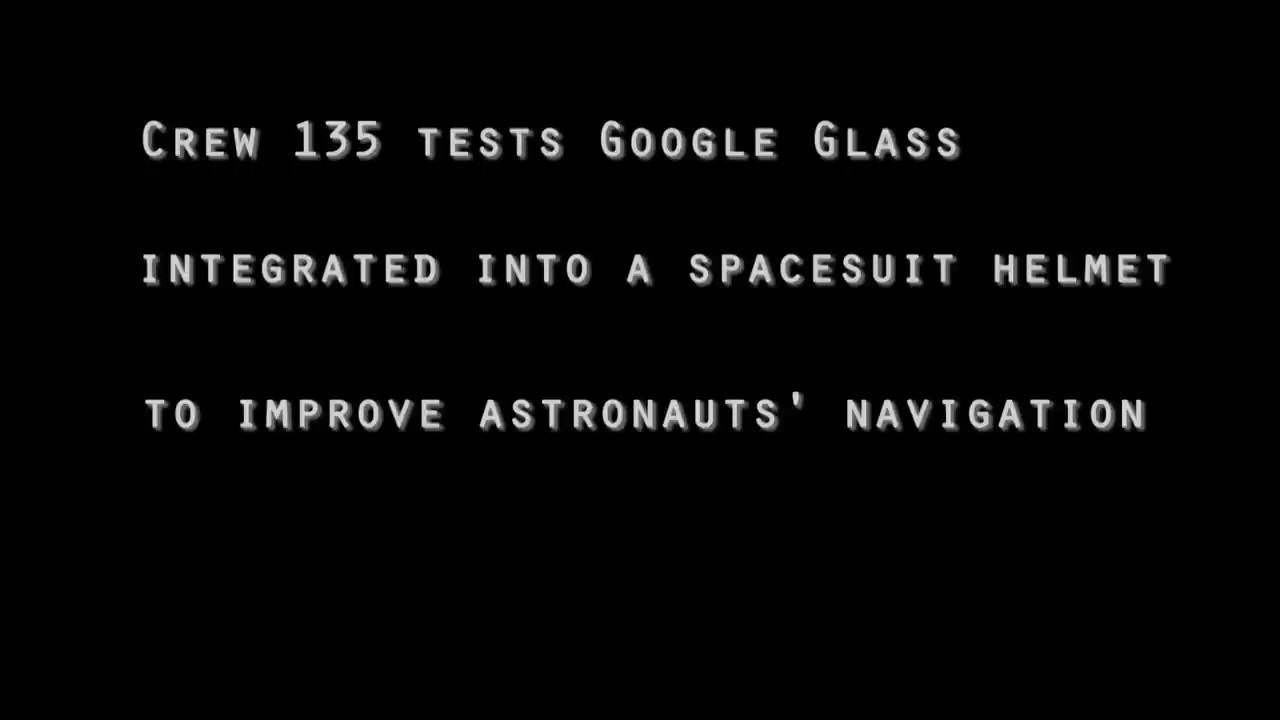 Crew 135 tests Google Glass
integrated into a spacesuit helmet
to improve astronauts' navigation